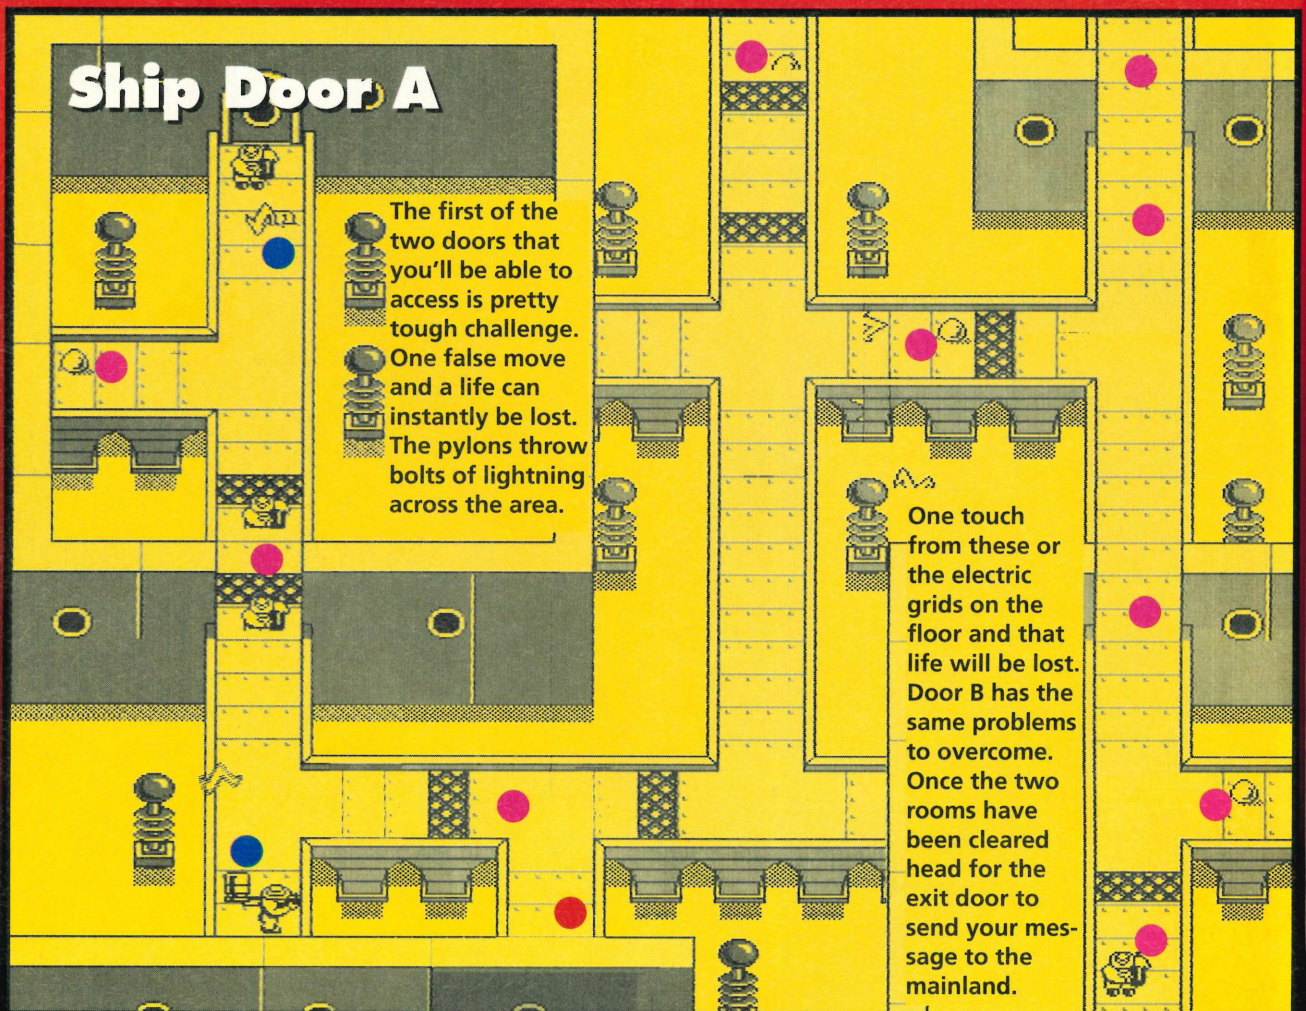 Ship Door A
The first of the
two doors that
you'll be able to
access is pretty
tough challenge.
One false move
and a life can
instantly be lost.
The pylons throw
bolts of lightning
across the area.
One touch
from these or
the electric
grids on the
floor and that
life will be lost.
Door B has the
same problems
to overcome.
Once the two
rooms have
been cleared
head for the
exit door to
send your mes-
sage to the
mainland.